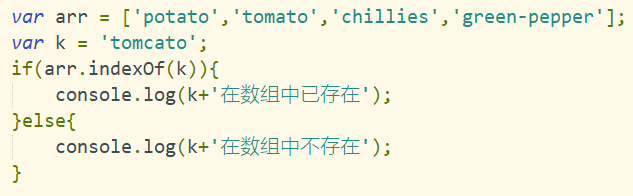 var arr = ['potato','tomato','chillies','green-pepper'];
var k = 'tomcato';
if(arr.indexOf(k)){
    console.log(k+'在数组中已存在');
}else{
    console.log(k+'在数组中不存在');
}